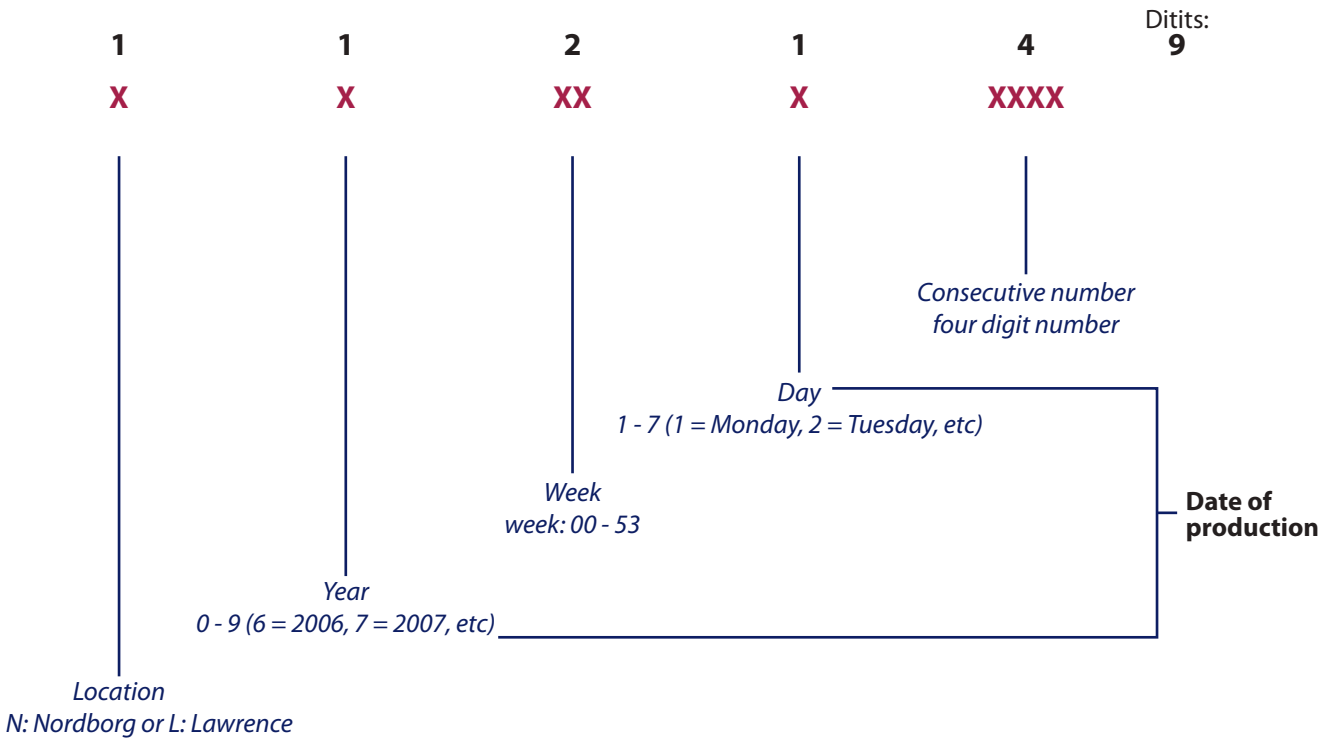 Ditits:
1 1 2 1 4 9
X X XX X XXXX
Consecutive number
four digit number
Day
1 - 7 (1 = Monday, 2 = Tuesday, etc)
Week
week: 00 - 53
Date of
production
Year
0 - 9 (6 = 2006, 7 = 2007, etc)
Location
N: Nordborg or L: Lawrence